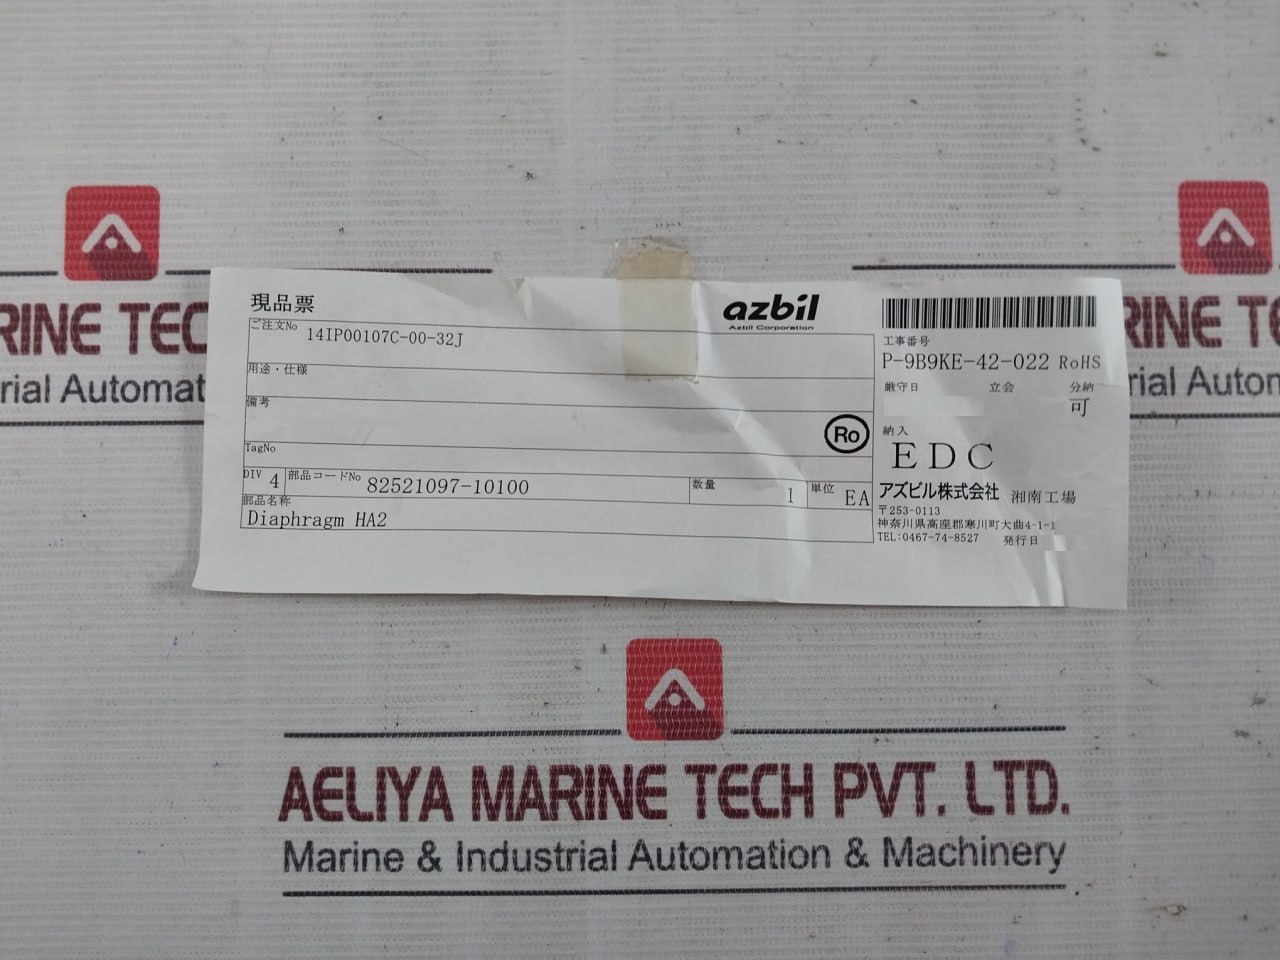 現品票
azbil
Azbil Corporation
ご注文No 14IP00107C-00-32J
用途・仕様
備考
Ro
TagNo
DIV 4 部品コードNo 82521097-10100 数量 1 単位 EA
部品名称
Diaphragm HA2
工事番号
P-9B9KE-42-022 RoHS
厳守日 立会 分納
可
納入
EDC
アズビル株式会社 湘南工場
〒253-0113
神奈川県高座郡寒川町大曲4-1-1
TEL:0467-74-8527 発行日
RINE TEC
rial Automat
RINE
rial Autom
AELIYA MARINE TECH PVT. LTD.
Marine & Industrial Automation & Machinery